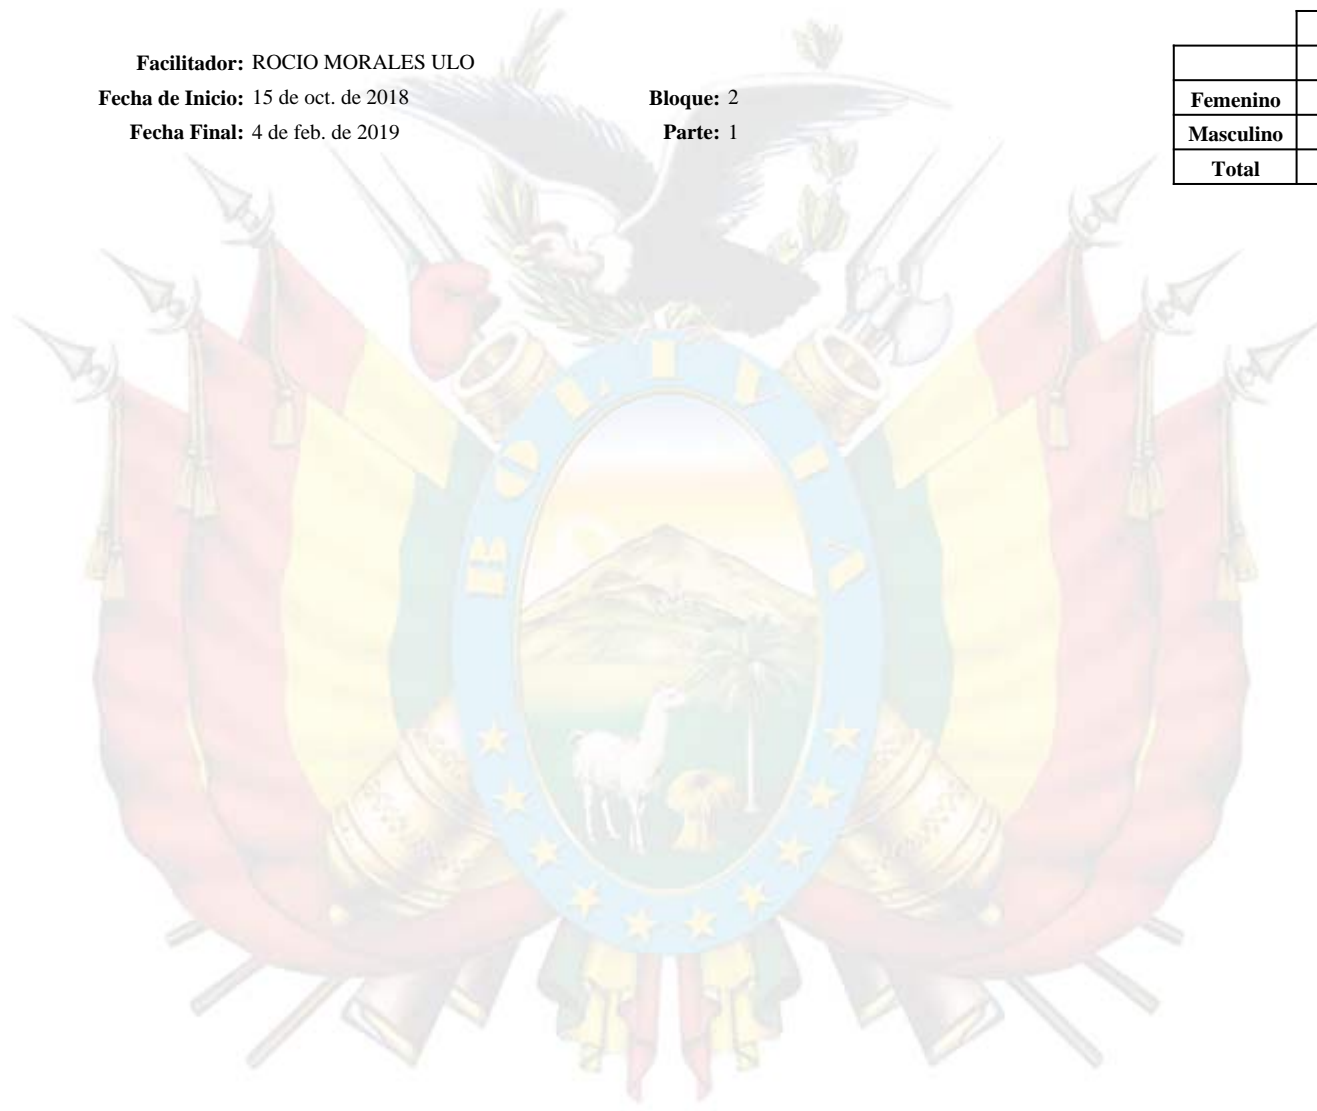 Facilitador: ROCIO MORALES ULO
Fecha de Inicio: 15 de oct. de 2018
Bloque: 2
Fecha Final: 4 de feb. de 2019
Parte: 1
Femenino
Masculino
Total
BOLIVIA